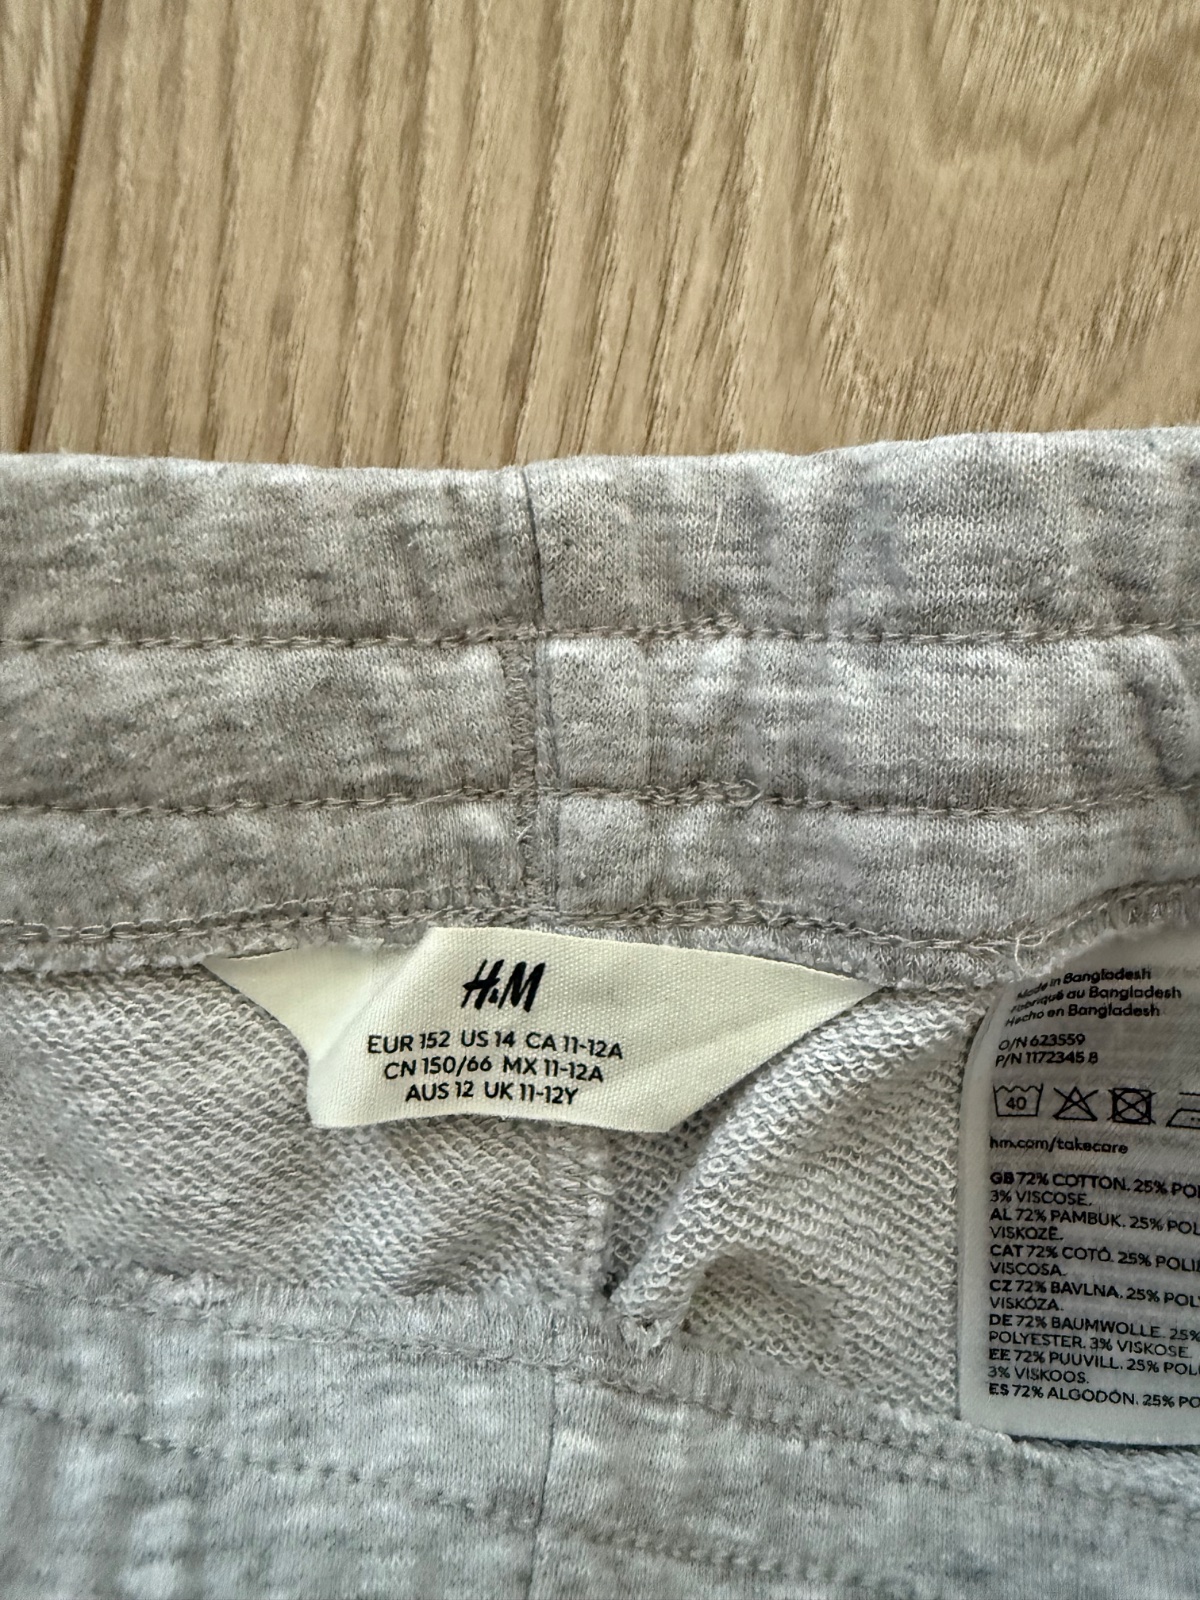 H&M
EUR 152 US 14 CA 11-12A
CN 150/66 MX 11-12A
AUS 12 UK 11-12Y
Made in Bangladesh
Fabriqué au Bangladesh
Hecho en Bangladesh
O/N 623559
P/N 1172345 8
40
hm.com/takecare
GB 72% COTTON. 25% PO
3% VISCOSE.
AL 72% PAMBUK. 25% POL
VISKOZË.
CAT 72% COTÓ. 25% POLI
VISCOSA.
CZ 72% BAVLNA. 25% POL
VISKÓZA.
DE 72% BAUMWOLLE. 25%
POLYESTER. 3% VISKOSE.
EE 72% PUUVILL. 25% POL
3% VISKOOS.
ES 72% ALGODÓN. 25% PO